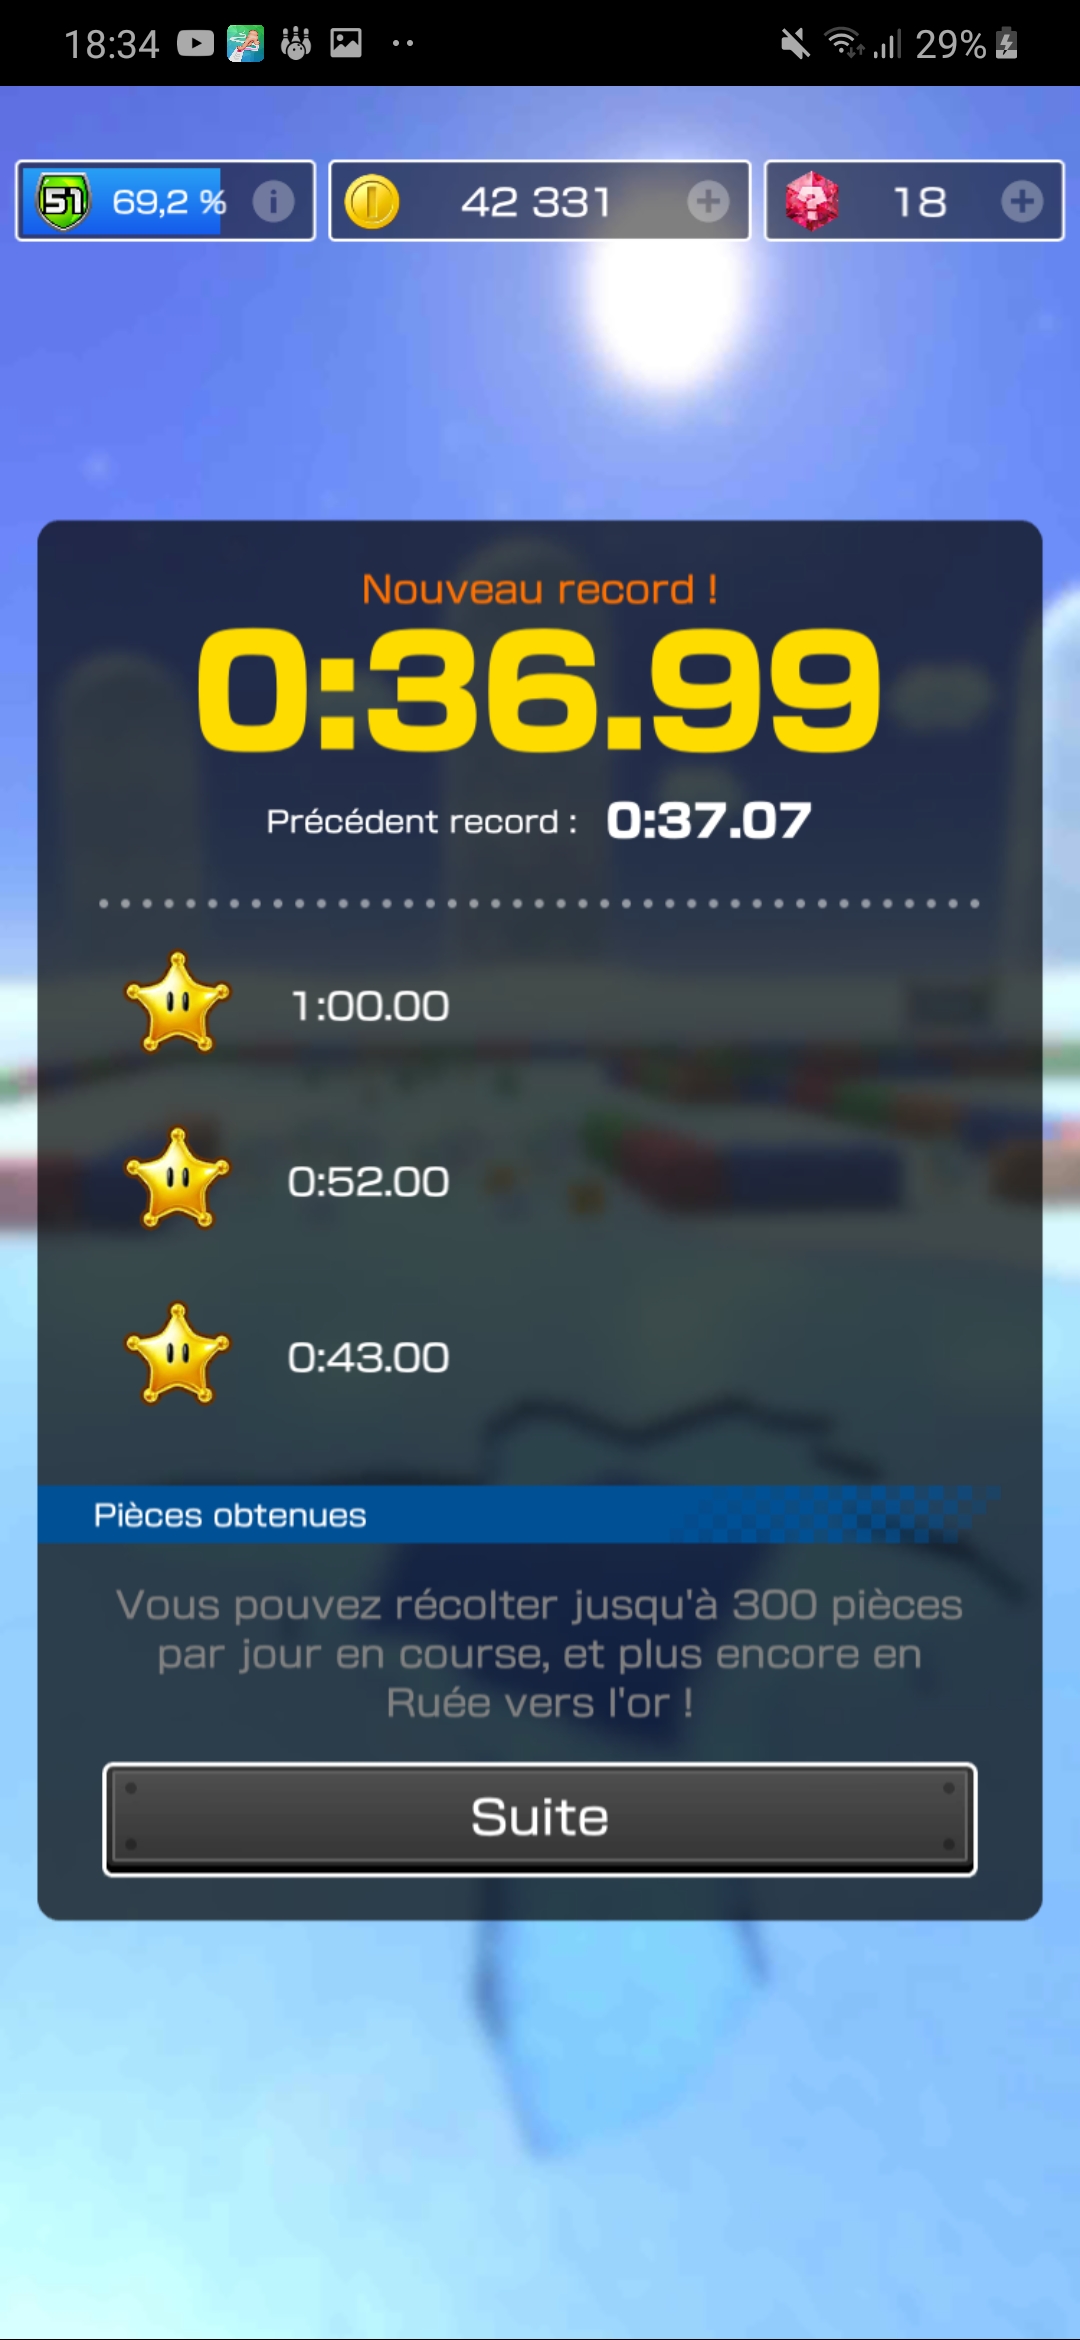 18:34
29%
51
69,2 %
42 331
18
Nouveau record !
0:36.99
Précédent record : 0:37.07
1:00.00
0:52.00
0:43.00
Pièces obtenues
Vous pouvez récolter jusqu'à 300 pièces
par jour en course, et plus encore en
Ruée vers l'or !
Suite